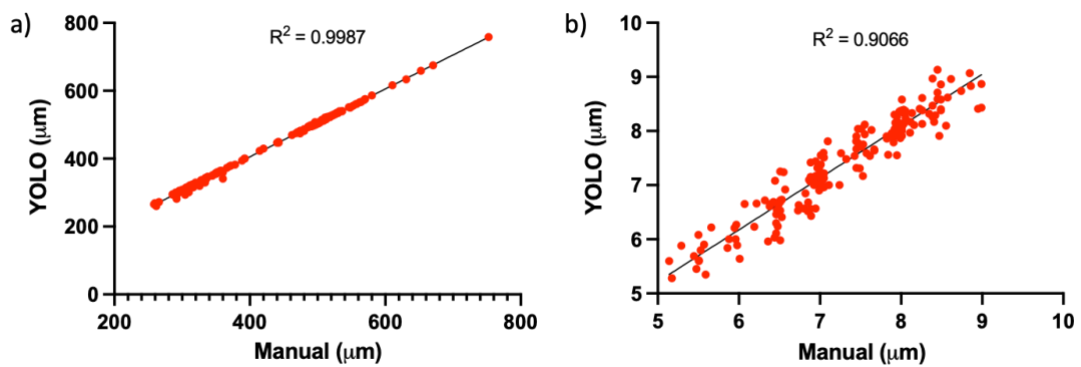 a)
R² = 0.9987
YOLO (μm)
800
600
400
200
0
200 400 600 800
Manual (μm)
b)
R² = 0.9066
YOLO (μm)
10
9
8
7
6
5
5 6 7 8 9 10
Manual (μm)